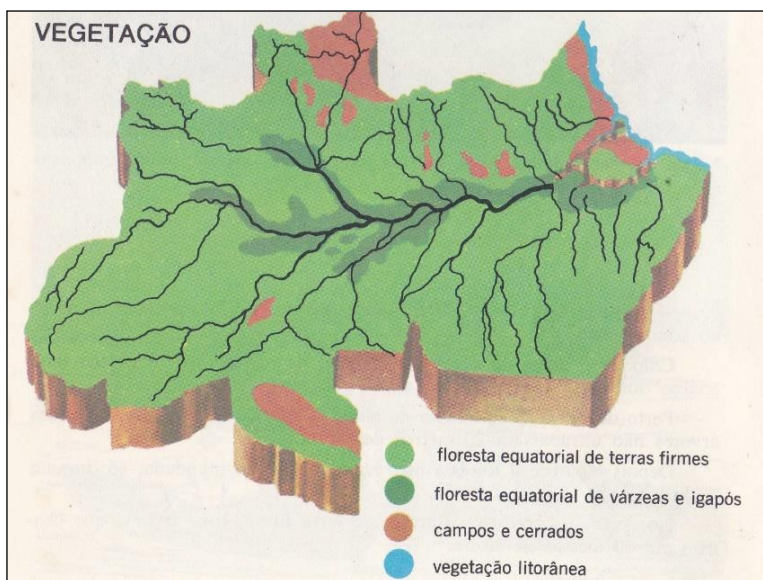 VEGETAÇÃO
floresta equatorial de terras firmes
floresta equatorial de várzeas e igapós
campos e cerrados
vegetação litorânea